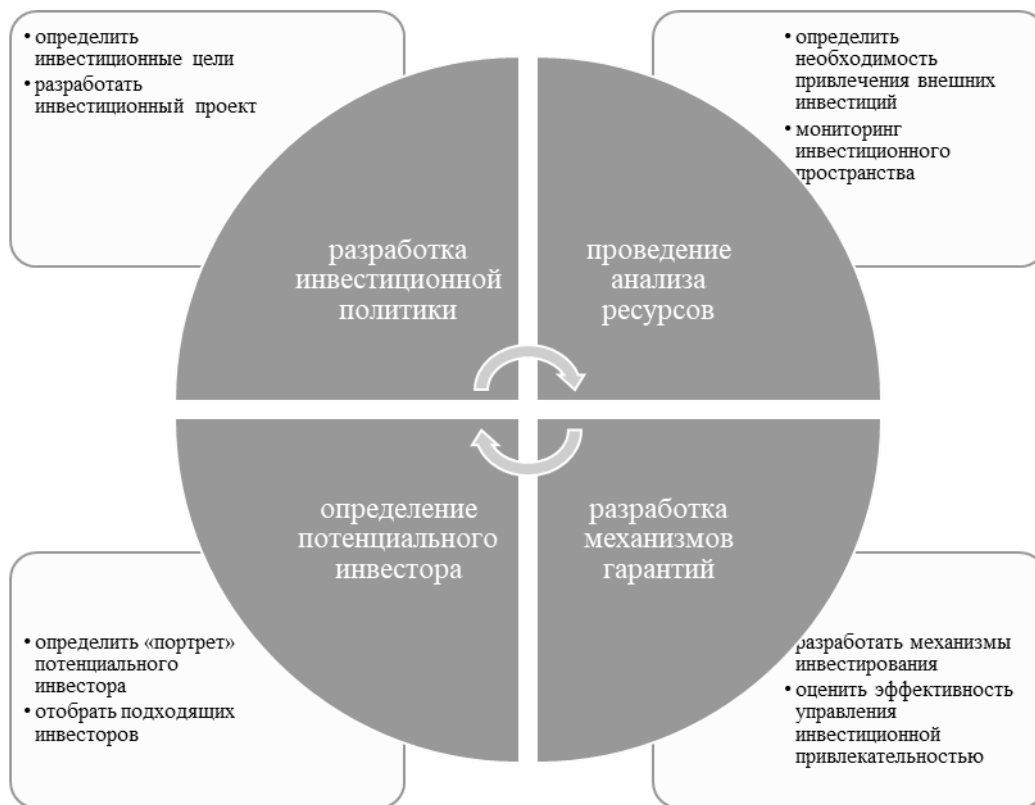 • определить
инвестиционные цели
• разработать
инвестиционный проект
• определить
необходимость
привлечения внешних
инвестиций
• мониторинг
инвестиционного
пространства
разработка
инвестиционной
политики
проведение
анализа
ресурсов
определение
потенциального
инвестора
разработка
механизмов
гарантий
• определить «портрет»
потенциального
инвестора
• отобрать подходящих
инвесторов
разработать механизмы
инвестирования
• оценить эффективность
управления
инвестиционной
привлекательностью